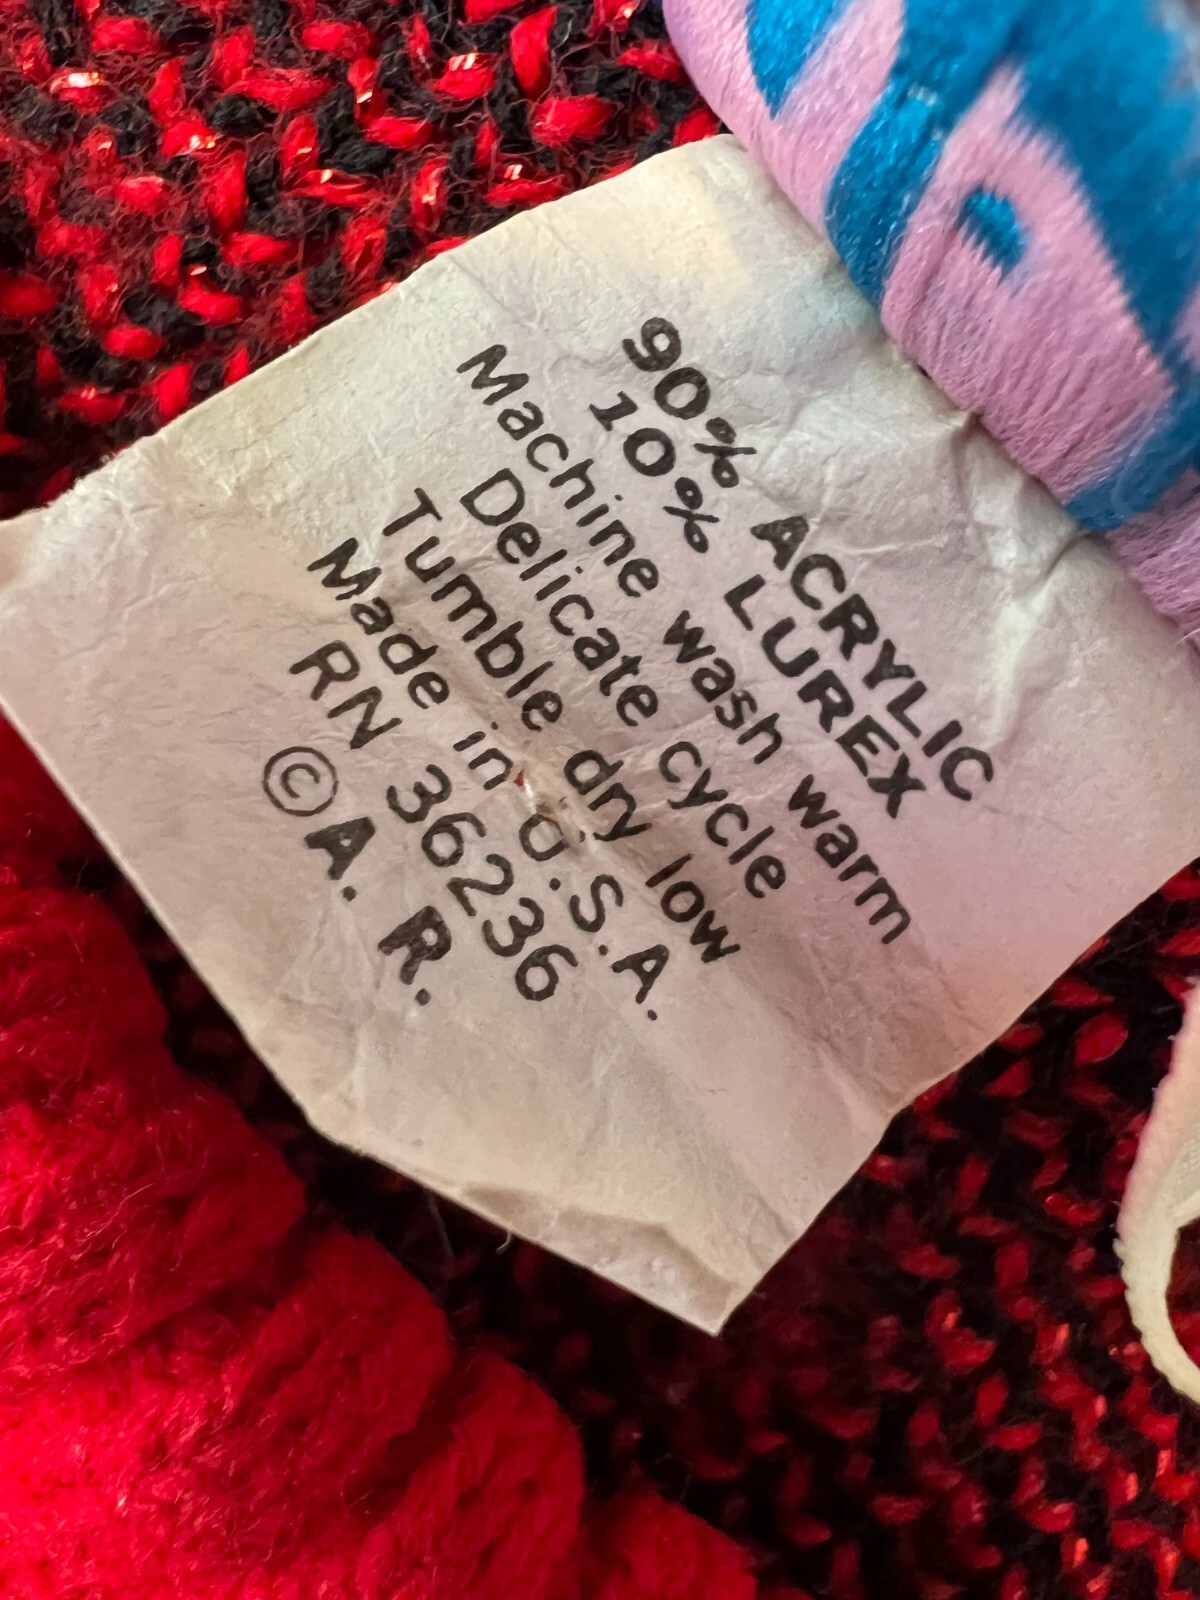 90% ACRYLIC
10% LUREX
Machine wash warm
Delicate cycle
Tumble dry low
Made in U.S.A.
RN 36236
©A. R.